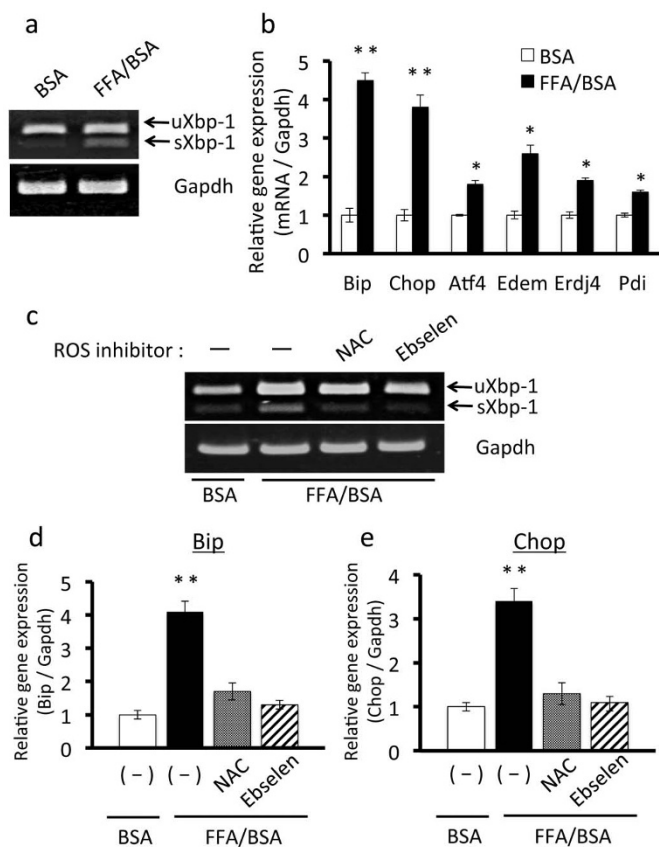 a
BSA
FFA/BSA
uXbp-1
sXbp-1
Gapdh
b
Relative gene expression
(mRNA / Gapdh)
5
4
3
2
1
0
* *
* *
*
*
*
*
BSA
FFA/BSA
Bip Chop Atf4 Edem Erdj4 Pdi
c
ROS inhibitor : — — NAC Ebselen
uXbp-1
sXbp-1
Gapdh
BSA FFA/BSA
d
Bip
Relative gene expression
(Bip / Gapdh)
5
4
3
2
1
0
* *
(-) (-) NAC Ebselen
BSA FFA/BSA
e
Chop
Relative gene expression
(Chop / Gapdh)
4
3
2
1
0
* *
(-) (-) NAC Ebselen
BSA FFA/BSA